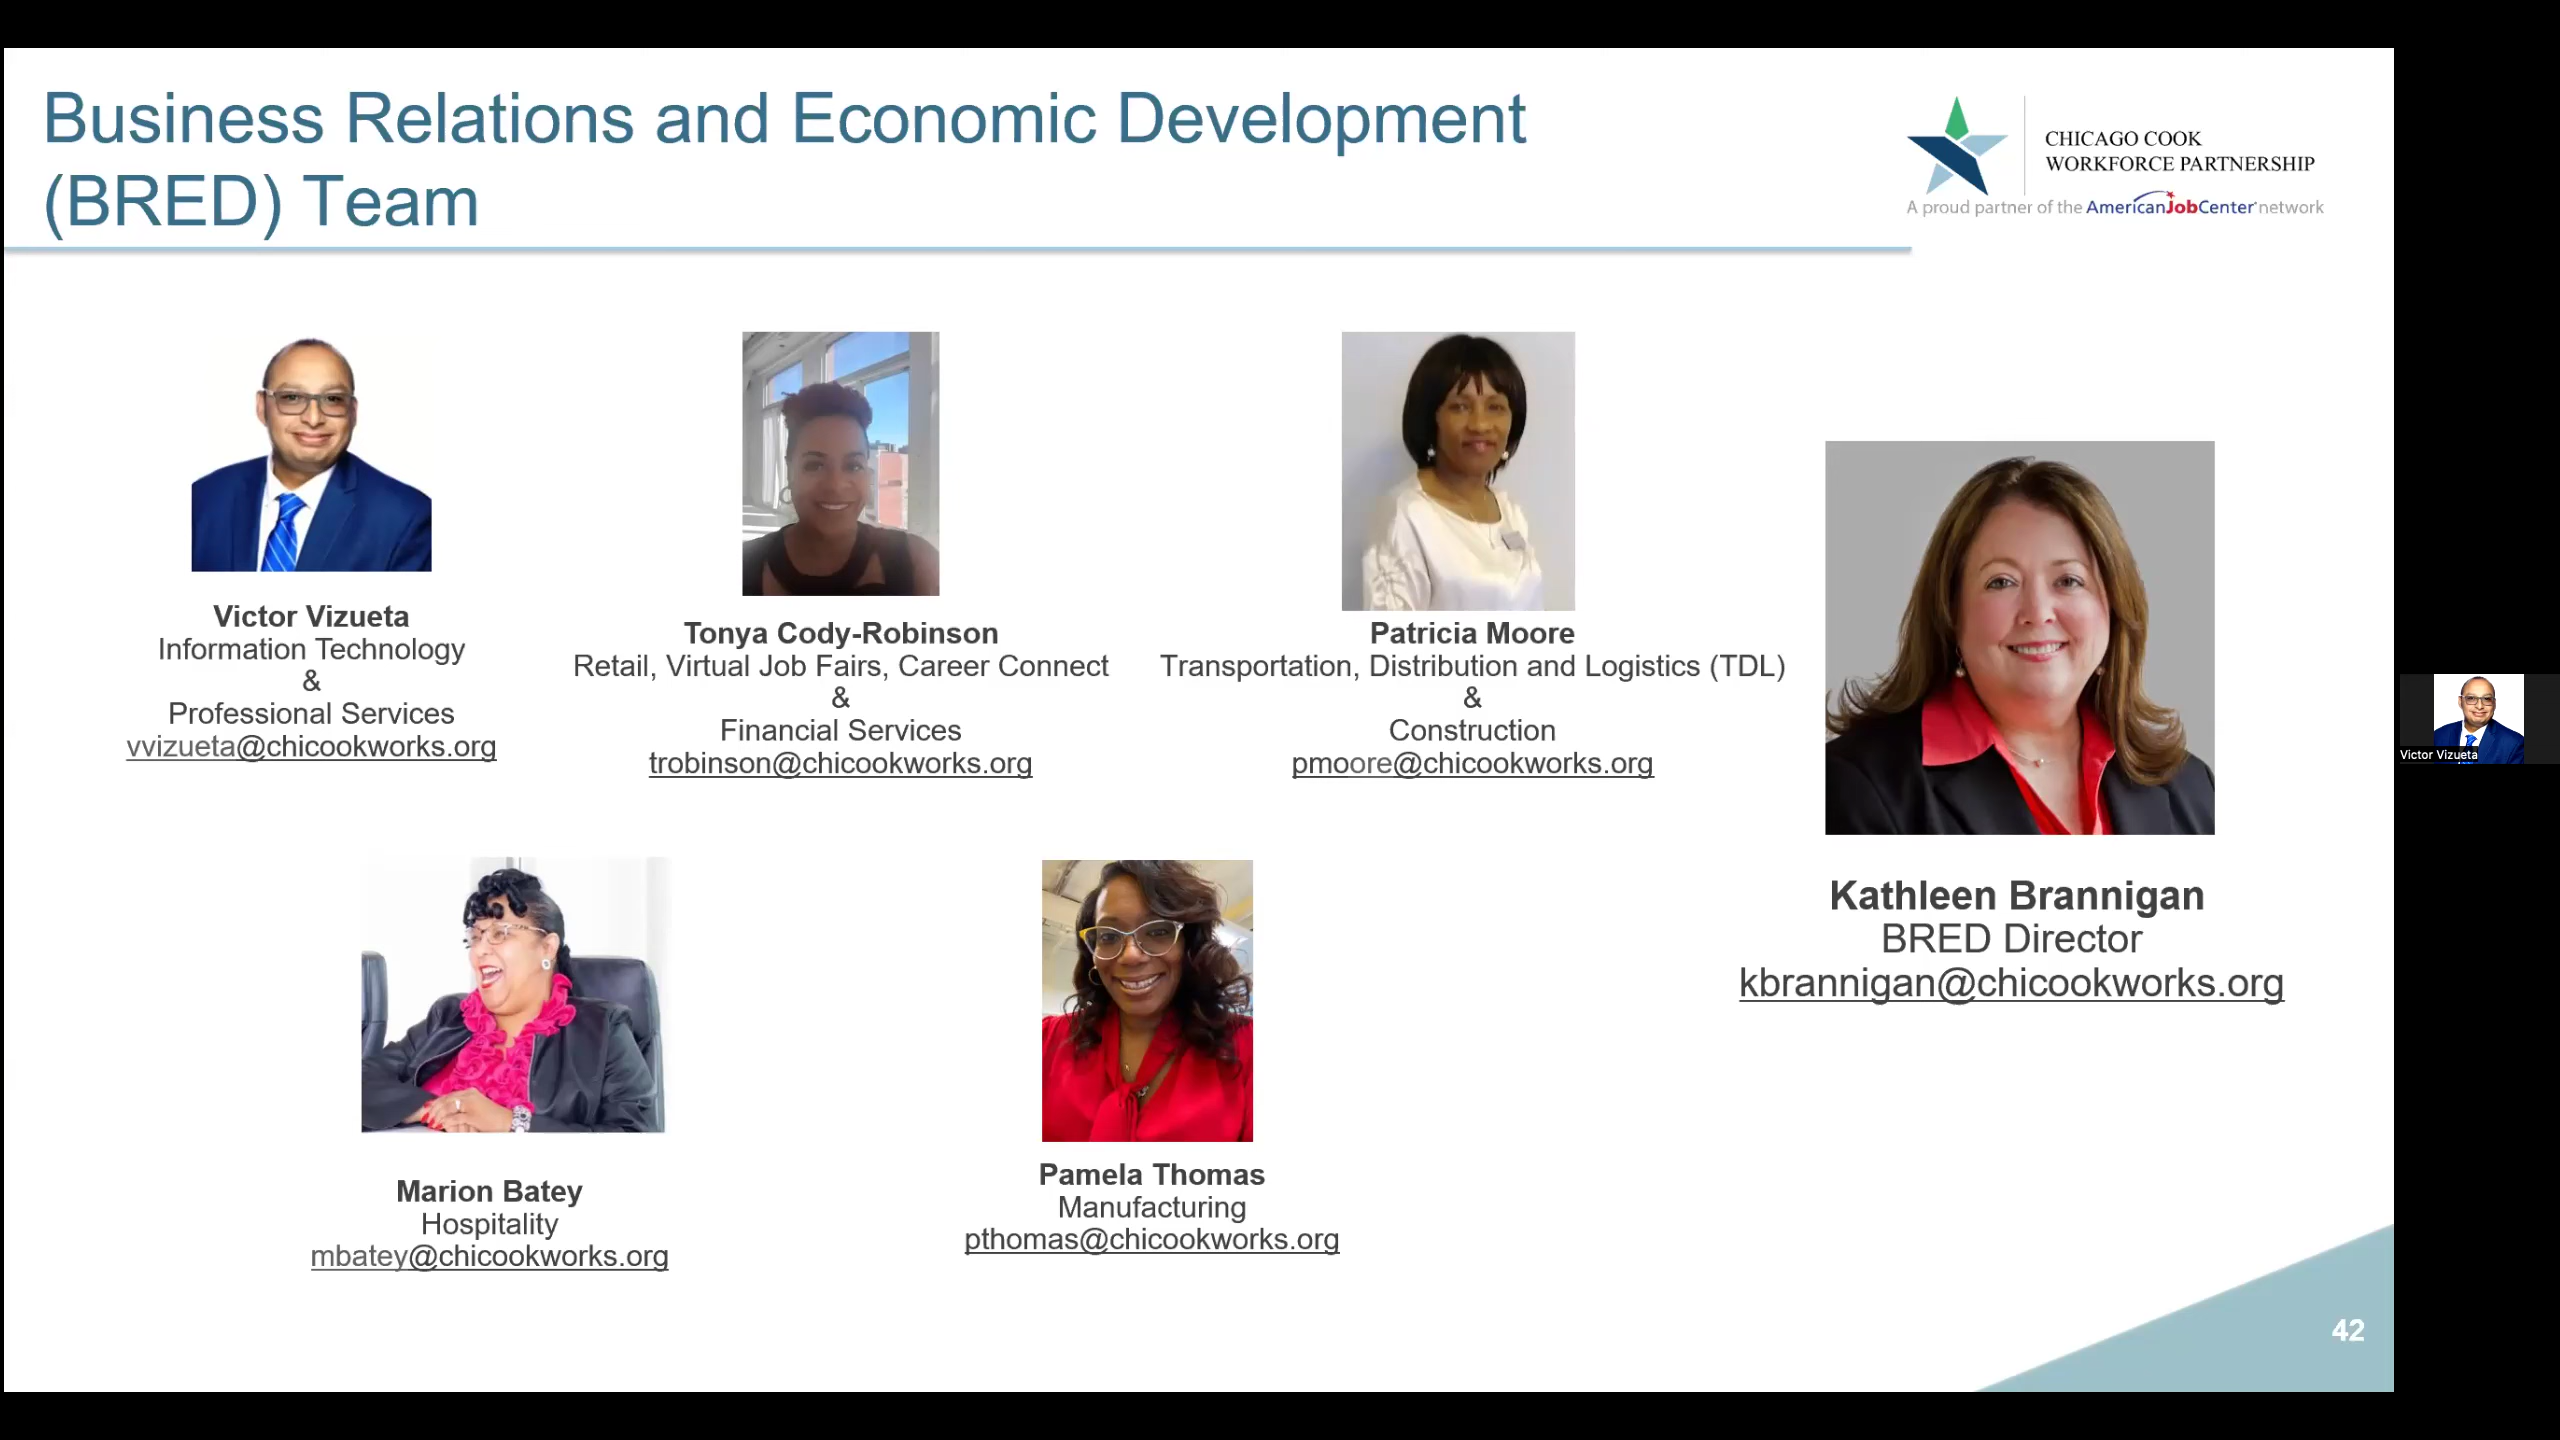 Business Relations and Economic Development
(BRED) Team
CHICAGO COOK
WORKFORCE PARTNERSHIP
A proud partner of the AmericanJobCenter network
Victor Vizueta
Information Technology
&
Professional Services
vvizueta@chicookworks.org
Tonya Cody-Robinson
Retail, Virtual Job Fairs, Career Connect
&
Financial Services
trobinson@chicookworks.org
Patricia Moore
Transportation, Distribution and Logistics (TDL)
&
Construction
pmoore@chicookworks.org
Kathleen Brannigan
BRED Director
kbrannigan@chicookworks.org
Marion Batey
Hospitality
mbatey@chicookworks.org
Pamela Thomas
Manufacturing
pthomas@chicookworks.org
42
Victor Vizueta